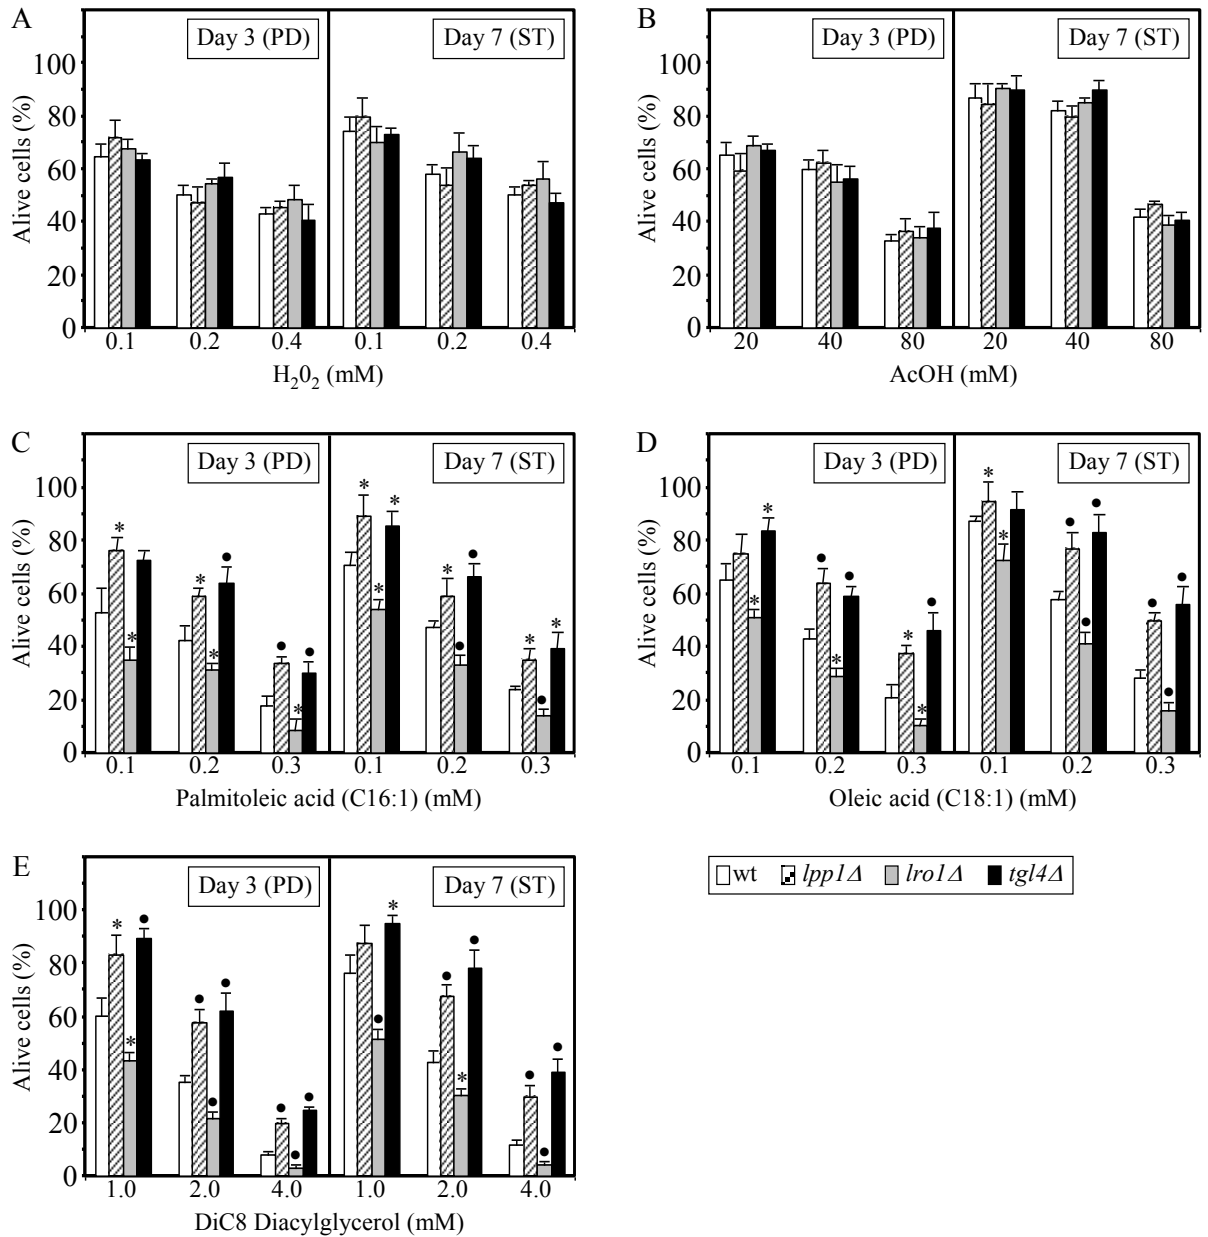 A
Day 3 (PD)
Day 7 (ST)
Alive cells (%)
100
80
60
40
20
0
0.1
0.2
0.4
0.1
0.2
0.4
H₂0₂ (mM)
B
Day 3 (PD)
Day 7 (ST)
Alive cells (%)
100
80
60
40
20
0
20
40
80
20
40
80
AcOH (mM)
C
Day 3 (PD)
Day 7 (ST)
Alive cells (%)
100
80
60
40
20
0
0.1
0.2
0.3
0.1
0.2
0.3
Palmitoleic acid (C16:1) (mM)
D
Day 3 (PD)
Day 7 (ST)
Alive cells (%)
100
80
60
40
20
0
0.1
0.2
0.3
0.1
0.2
0.3
Oleic acid (C18:1) (mM)
E
Day 3 (PD)
Day 7 (ST)
Alive cells (%)
100
80
60
40
20
0
1.0
2.0
4.0
1.0
2.0
4.0
DiC8 Diacylglycerol (mM)
wt lpp1Δ lro1Δ tgl4Δ